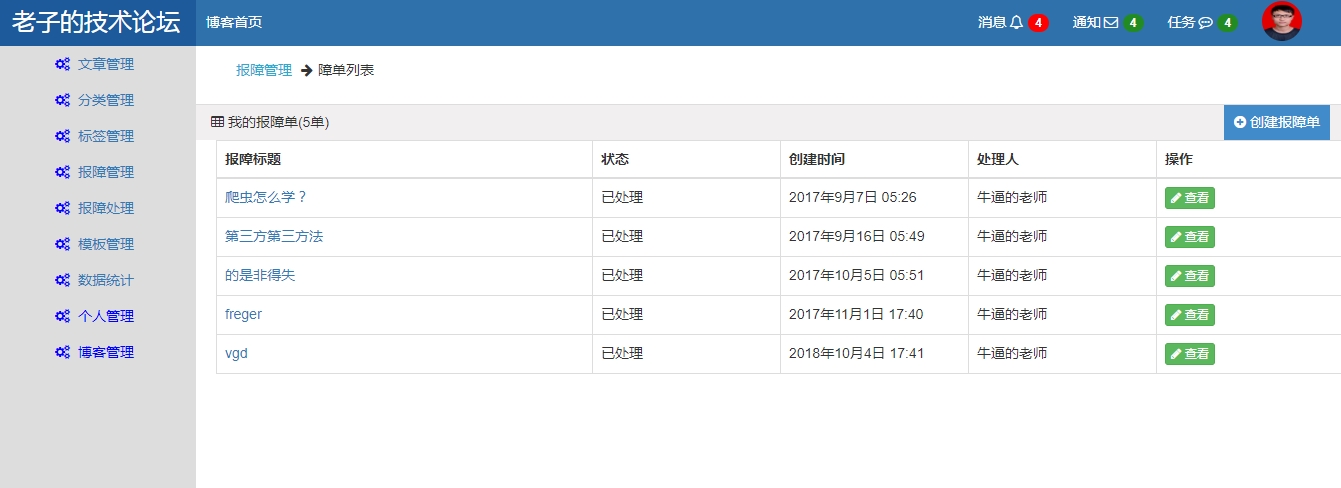 老子的技术论坛 博客首页 消息 4 通知 4 任务 4
文章管理
分类管理
标签管理
报障管理
报障处理
模板管理
数据统计
个人管理
博客管理
报障管理 障单列表
我的报障单(5单) 创建报障单
报障标题 状态 创建时间 处理人 操作
爬虫怎么学？ 已处理 2017年9月7日 05:26 牛逼的老师 查看
第三方第三方法 已处理 2017年9月16日 05:49 牛逼的老师 查看
的是非得失 已处理 2017年10月5日 05:51 牛逼的老师 查看
freger 已处理 2017年11月1日 17:40 牛逼的老师 查看
vgd 已处理 2018年10月4日 17:41 牛逼的老师 查看